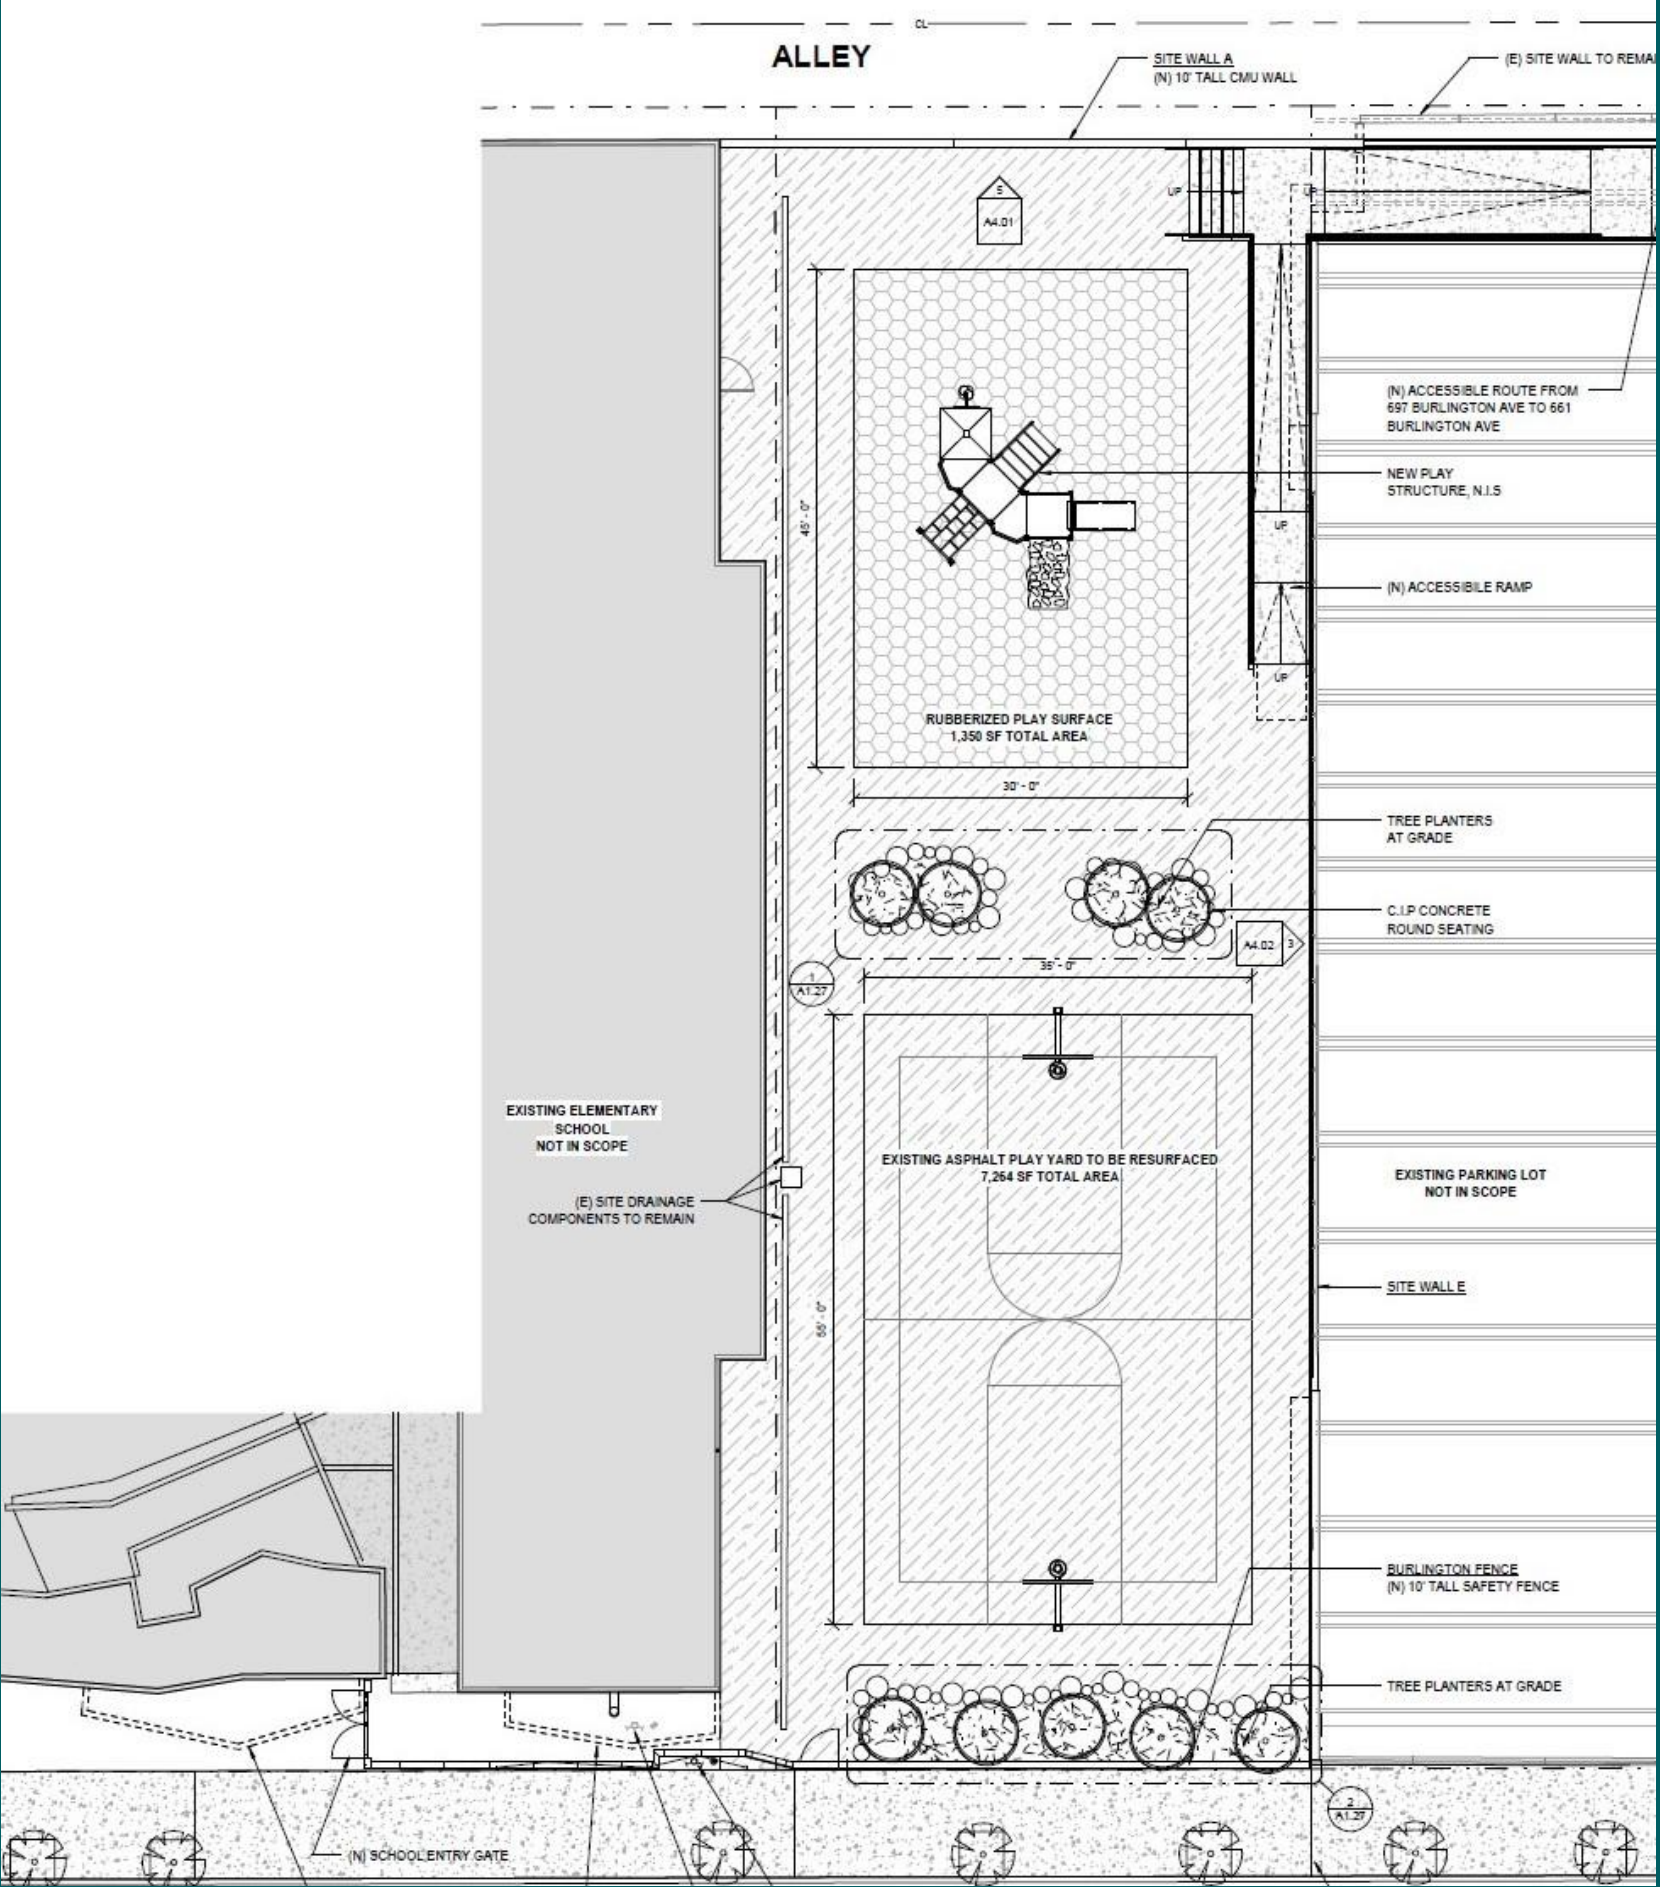 CL
ALLEY
SITE WALL A
(N) 10' TALL CMU WALL
(E) SITE WALL TO REMAI
5
A4.01
UP
UP
(N) ACCESSIBLE ROUTE FROM
697 BURLINGTON AVE TO 661
BURLINGTON AVE
NEW PLAY
STRUCTURE, N.I.S
45' - 0"
UP
(N) ACCESSIBILE RAMP
UP
RUBBERIZED PLAY SURFACE
1,350 SF TOTAL AREA
30' - 0"
TREE PLANTERS
AT GRADE
C.I.P CONCRETE
ROUND SEATING
A4.02
3
35' - 0"
1
A1.27
EXISTING ELEMENTARY
SCHOOL
NOT IN SCOPE
EXISTING ASPHALT PLAY YARD TO BE RESURFACED
7,264 SF TOTAL AREA
EXISTING PARKING LOT
NOT IN SCOPE
(E) SITE DRAINAGE
COMPONENTS TO REMAIN
SITE WALL E
55' - 0"
BURLINGTON FENCE
(N) 10' TALL SAFETY FENCE
TREE PLANTERS AT GRADE
2
A1.27
(N) SCHOOL ENTRY GATE